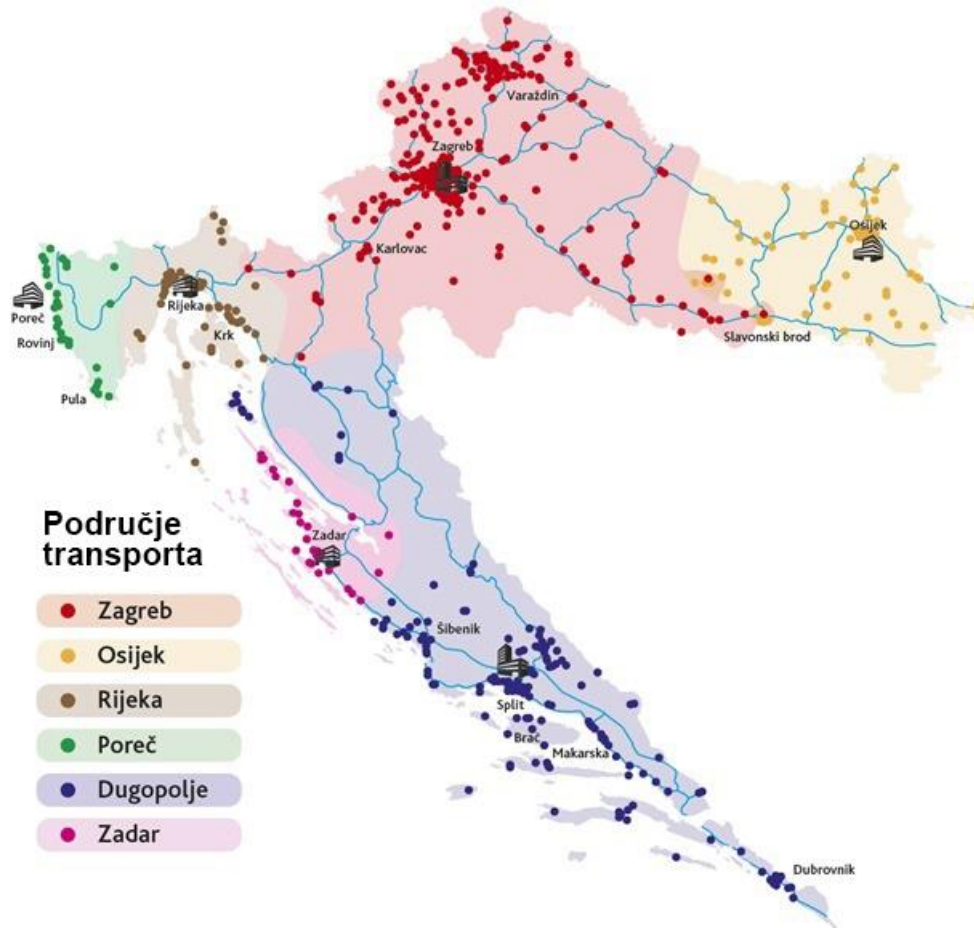 Varaždin
Zagreb
Osijek
Karlovac
Rijeka
Poreč
Krk
Rovinj
Slavonski brod
Pula
Područje
transporta
Zadar
Zagreb
Osijek
Šibenik
Rijeka
Split
Poreč
Brač
Makarska
Dugopolje
Zadar
Dubrovnik